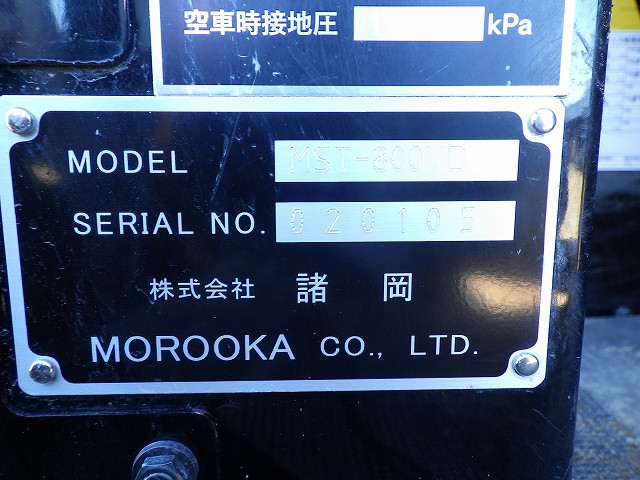 空車時接地圧 kPa
MODEL MST-800VD
SERIAL NO. 020105
株式会社 諸岡
MOROOKA CO., LTD.